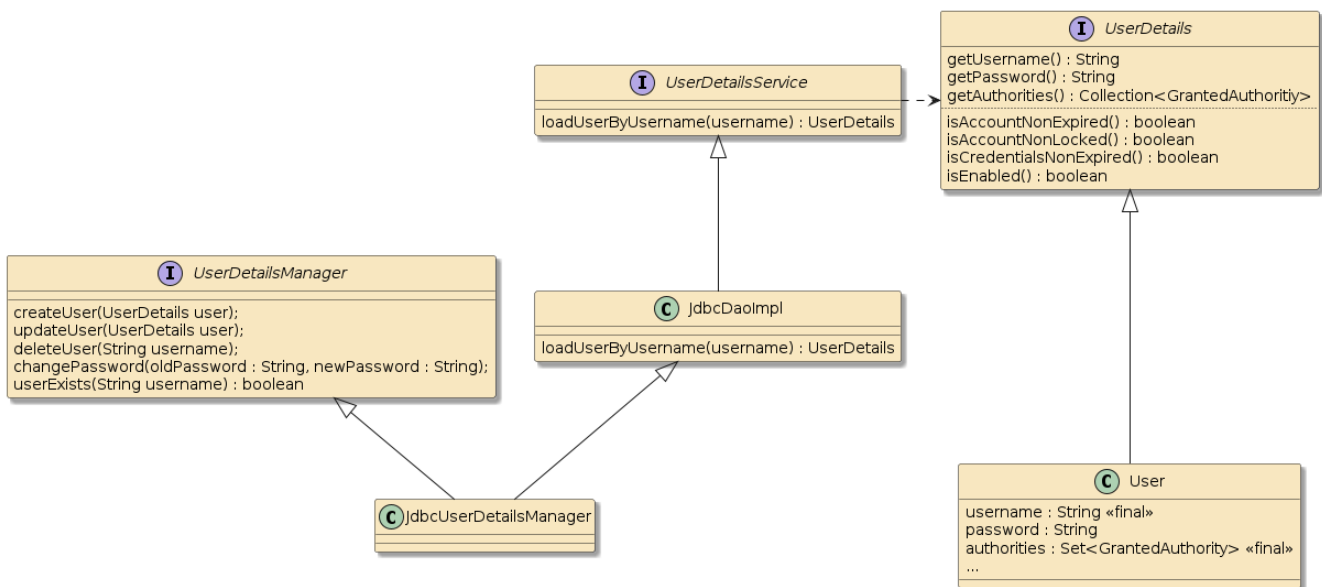 I UserDetails
getUsername() : String
getPassword() : String
getAuthorities() : Collection<GrantedAuthoritiy>
isAccountNonExpired() : boolean
isAccountNonLocked() : boolean
isCredentialsNonExpired() : boolean
isEnabled() : boolean
I UserDetailsService
loadUserByUsername(username) : UserDetails
I UserDetailsManager
createUser(UserDetails user);
updateUser(UserDetails user);
deleteUser(String username);
changePassword(oldPassword : String, newPassword : String);
userExists(String username) : boolean
C JdbcDaoImpl
loadUserByUsername(username) : UserDetails
C JdbcUserDetailsManager
C User
username : String «final»
password : String
authorities : Set<GrantedAuthority> «final»
...